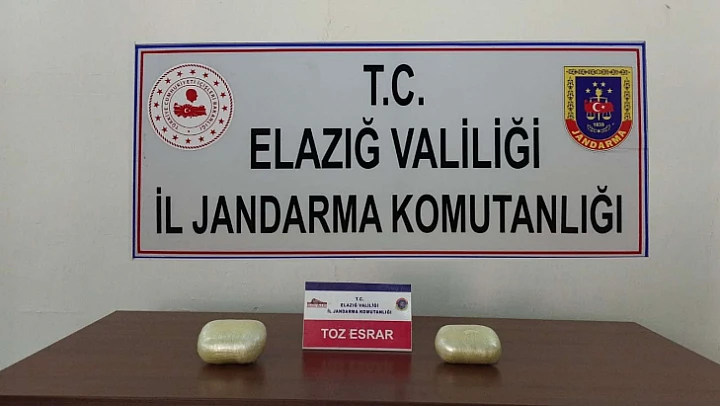 T.C.
ELAZIĞ VALİLİĞİ
İL JANDARMA KOMUTANLIĞI
JANDARMA
T.C.
ELAZIĞ VALİLİĞİ
İL JANDARMA KOMUTANLIĞI
TOZ ESRAR